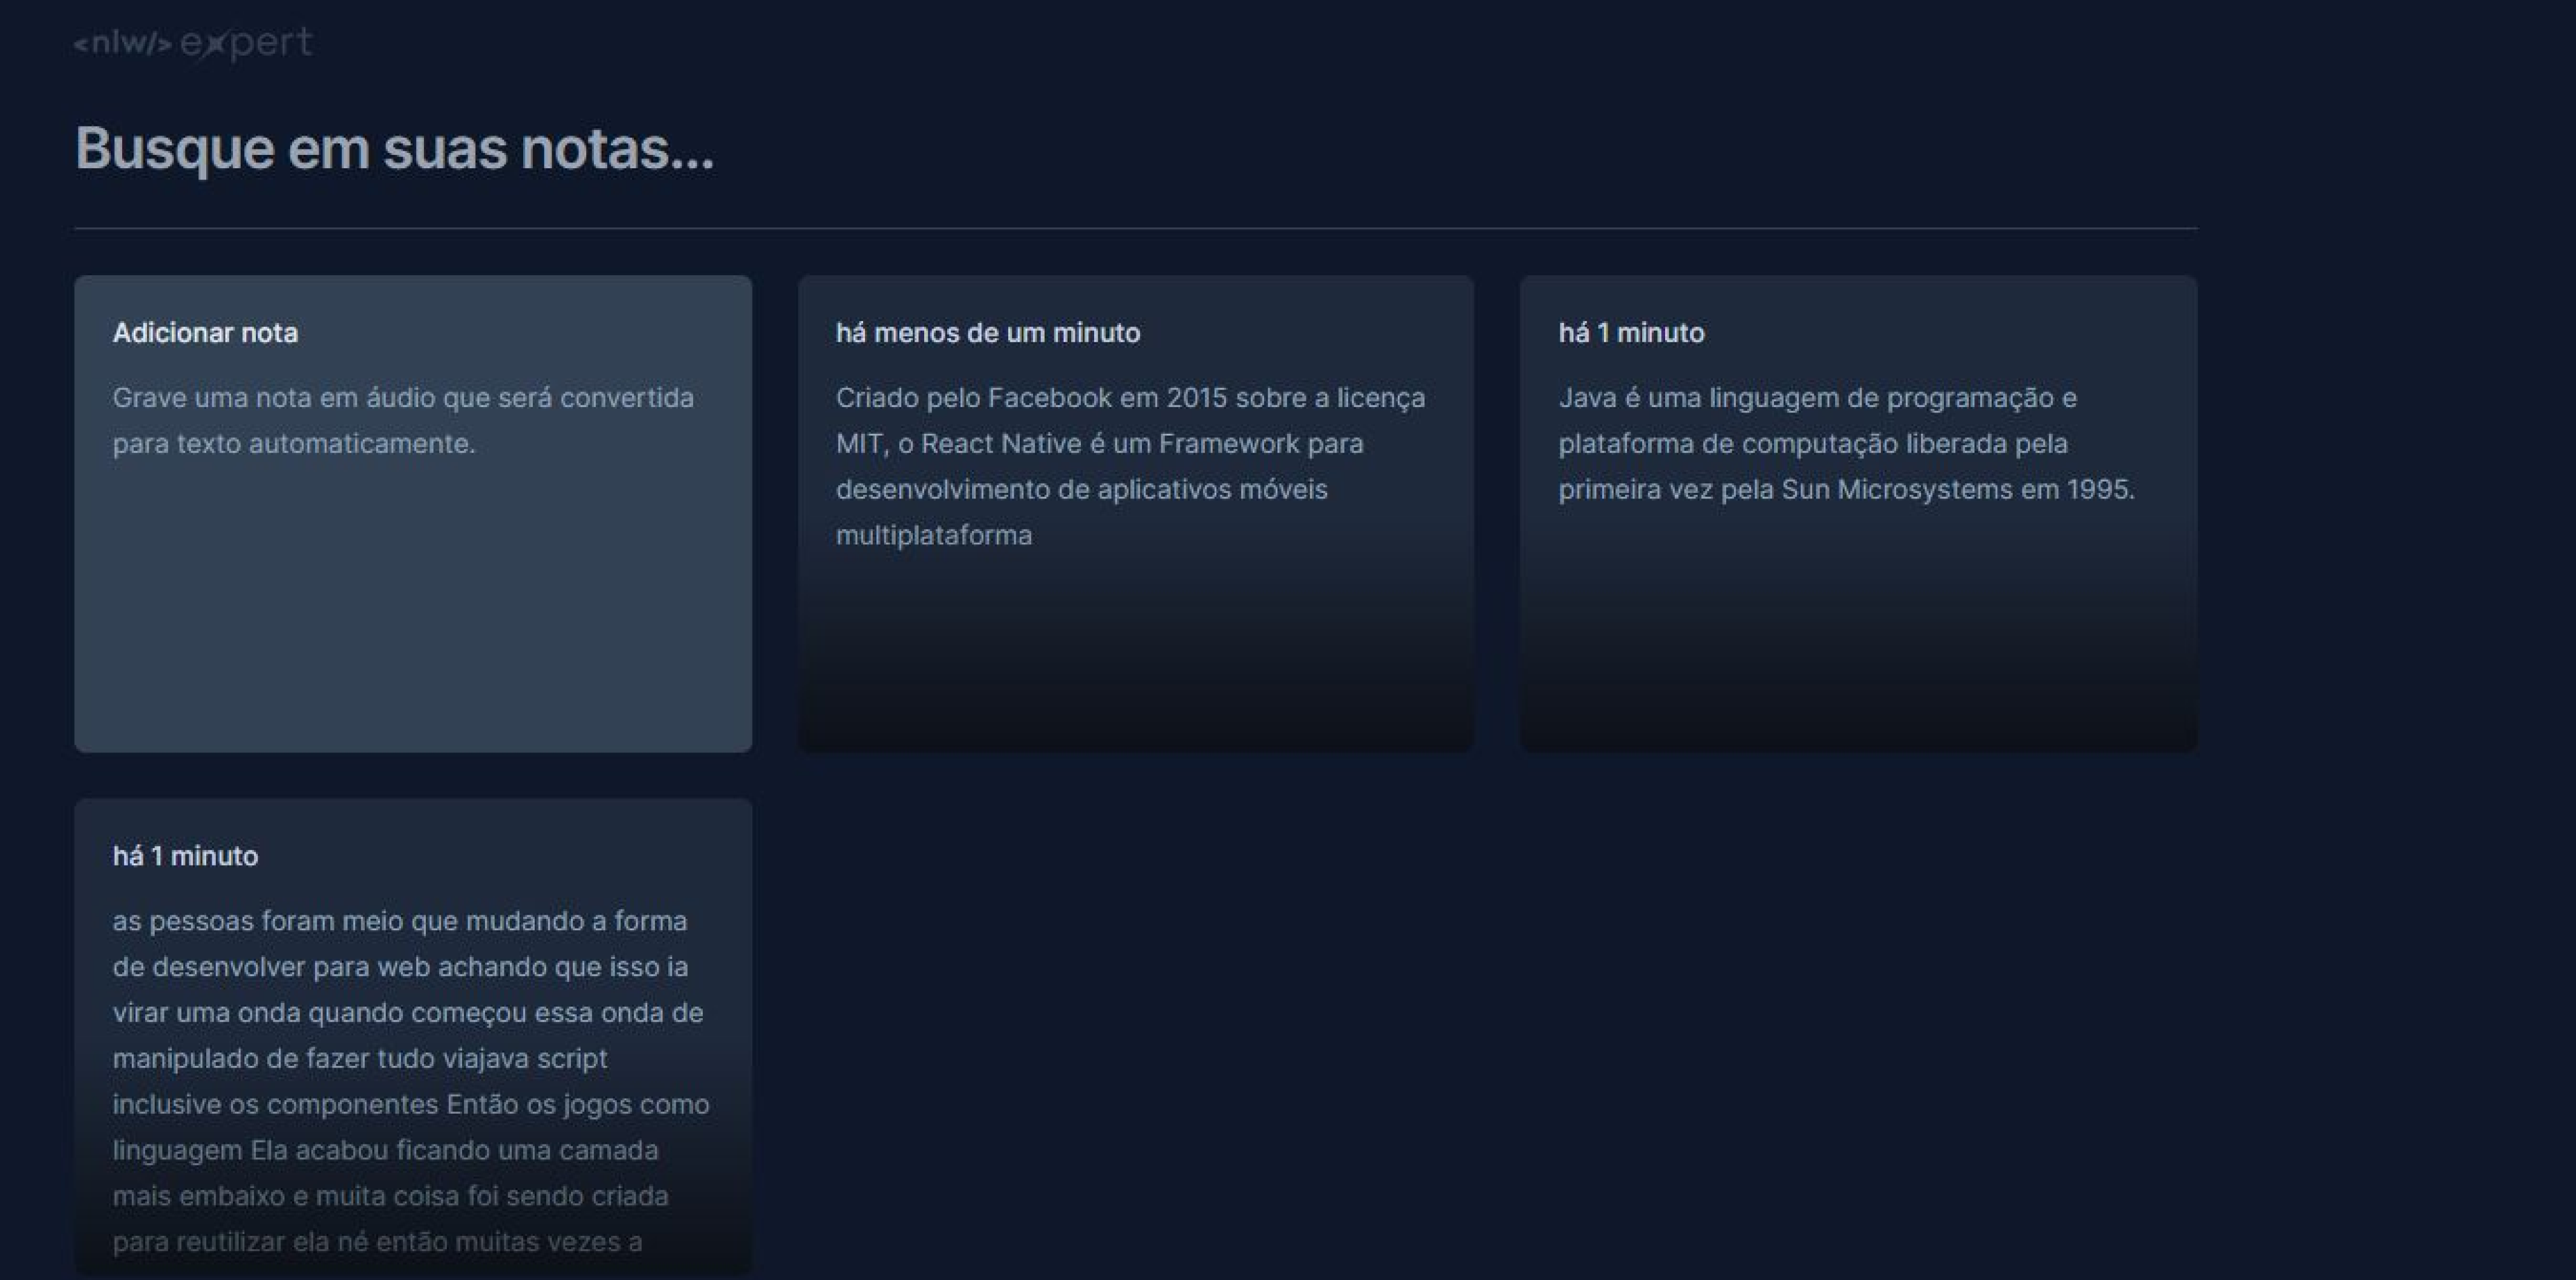 <nlw/> expert
Busque em suas notas...
Adicionar nota
Grave uma nota em áudio que será convertida
para texto automaticamente.
há menos de um minuto
Criado pelo Facebook em 2015 sobre a licença
MIT, o React Native é um Framework para
desenvolvimento de aplicativos móveis
multiplataforma
há 1 minuto
Java é uma linguagem de programação e
plataforma de computação liberada pela
primeira vez pela Sun Microsystems em 1995.
há 1 minuto
as pessoas foram meio que mudando a forma
de desenvolver para web achando que isso ia
virar uma onda quando começou essa onda de
manipulado de fazer tudo viajava script
inclusive os componentes Então os jogos como
linguagem Ela acabou ficando uma camada
mais embaixo e muita coisa foi sendo criada
para reutilizar ela né então muitas vezes a